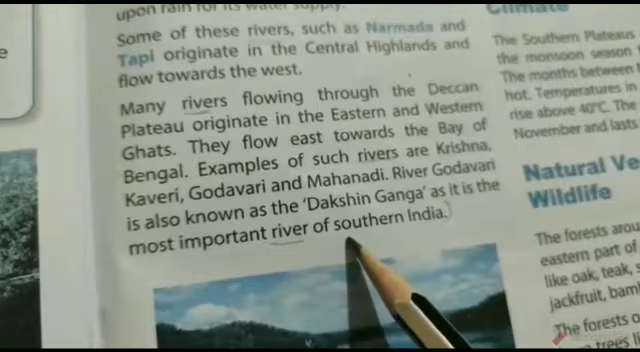 upon rain for its water supply.
Some of these rivers, such as Narmada and
Tapi originate in the Central Highlands and
flow towards the west.
Many rivers flowing through the Deccan
Plateau originate in the Eastern and Western
Ghats. They flow east towards the Bay of
Bengal. Examples of such rivers are Krishna,
Kaveri, Godavari and Mahanadi. River Godavari
is also known as the 'Dakshin Ganga' as it is the
most important river of southern India.
Climate
The Southern Plateaus
the monsoon season
The months between
hot. Temperatures in
rise above 40°C. The
November and lasts
Natural Ve
Wildlife
The forests arou
eastern part of
like oak, teak, s
jackfruit, bam
The forests o
trees li